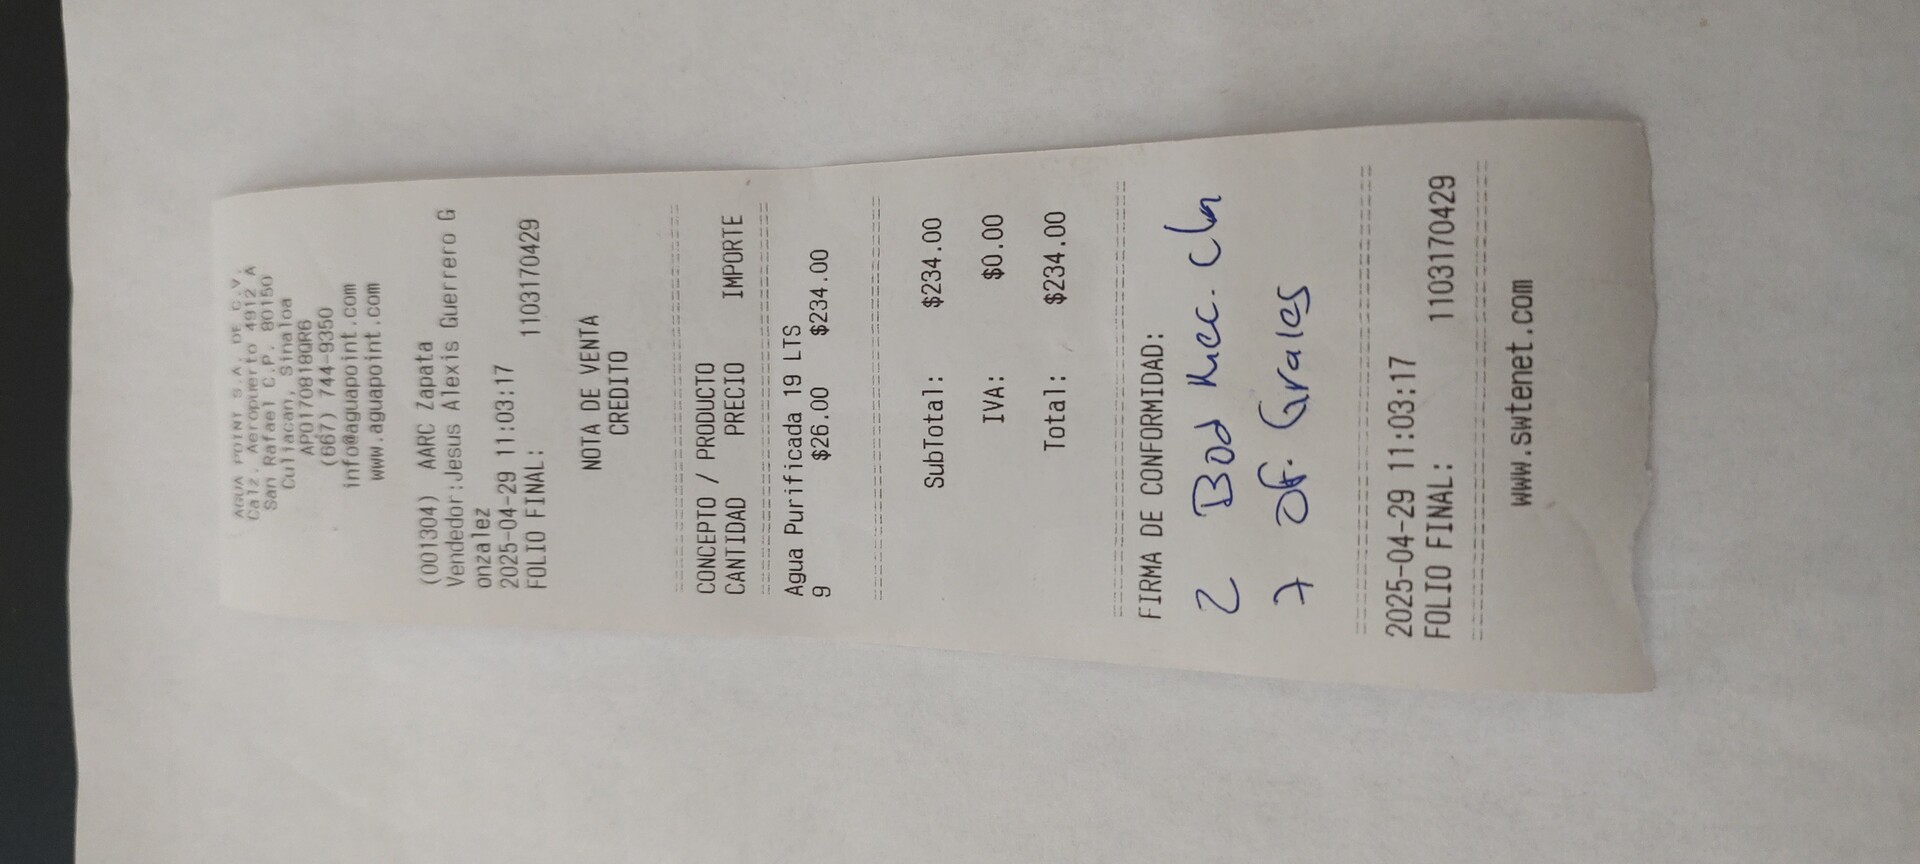 AGUA POINT S.A. DE C.V.
Calz. Aeropuerto 4912 A
San Rafael C.P. 80150
Culiacan, Sinaloa
APO170818QR6
(667) 744-9350
info@aguapoint.com
www.aguapoint.com
(001304) AARC Zapata
Vendedor:Jesus Alexis Guerrero G
onzalez
2025-04-29 11:03:17
FOLIO FINAL: 1103170429
NOTA DE VENTA
CREDITO
CONCEPTO / PRODUCTO
CANTIDAD PRECIO IMPORTE
Agua Purificada 19 LTS
9 $26.00 $234.00
SubTotal: $234.00
IVA: $0.00
Total: $234.00
FIRMA DE CONFORMIDAD:
2 Bod Mec. Cln
7 Of. Grales
2025-04-29 11:03:17
FOLIO FINAL: 1103170429
www.swtenet.com